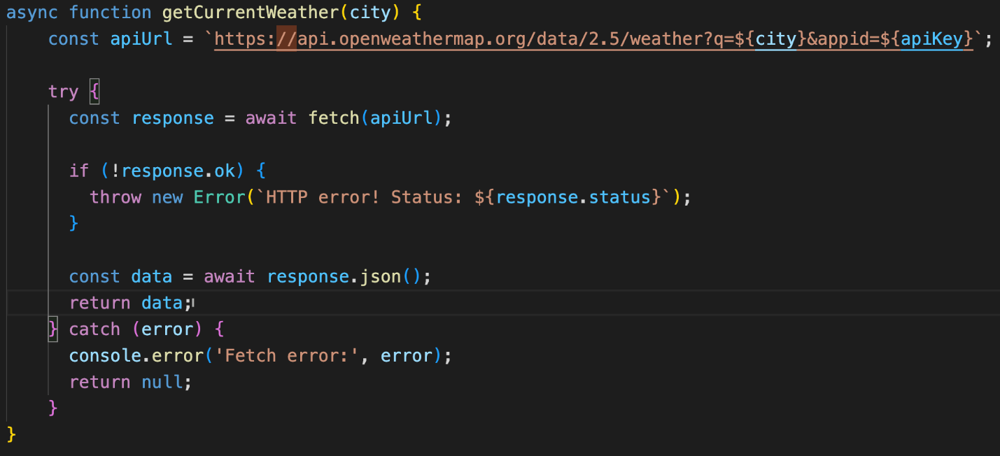 async function getCurrentWeather(city) {
    const apiUrl = `https://api.openweathermap.org/data/2.5/weather?q=${city}&appid=${apiKey}`;

    try {
      const response = await fetch(apiUrl);

      if (!response.ok) {
        throw new Error(`HTTP error! Status: ${response.status}`);
      }

      const data = await response.json();
      return data;
    } catch (error) {
      console.error('Fetch error:', error);
      return null;
    }
}